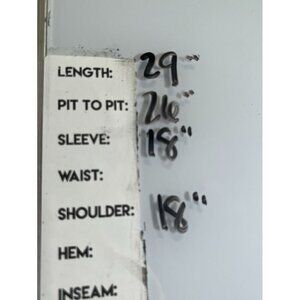 LENGTH: 29"
PIT TO PIT: 26"
SLEEVE: 18"
WAIST:
SHOULDER: 18"
HEM:
INSEAM: